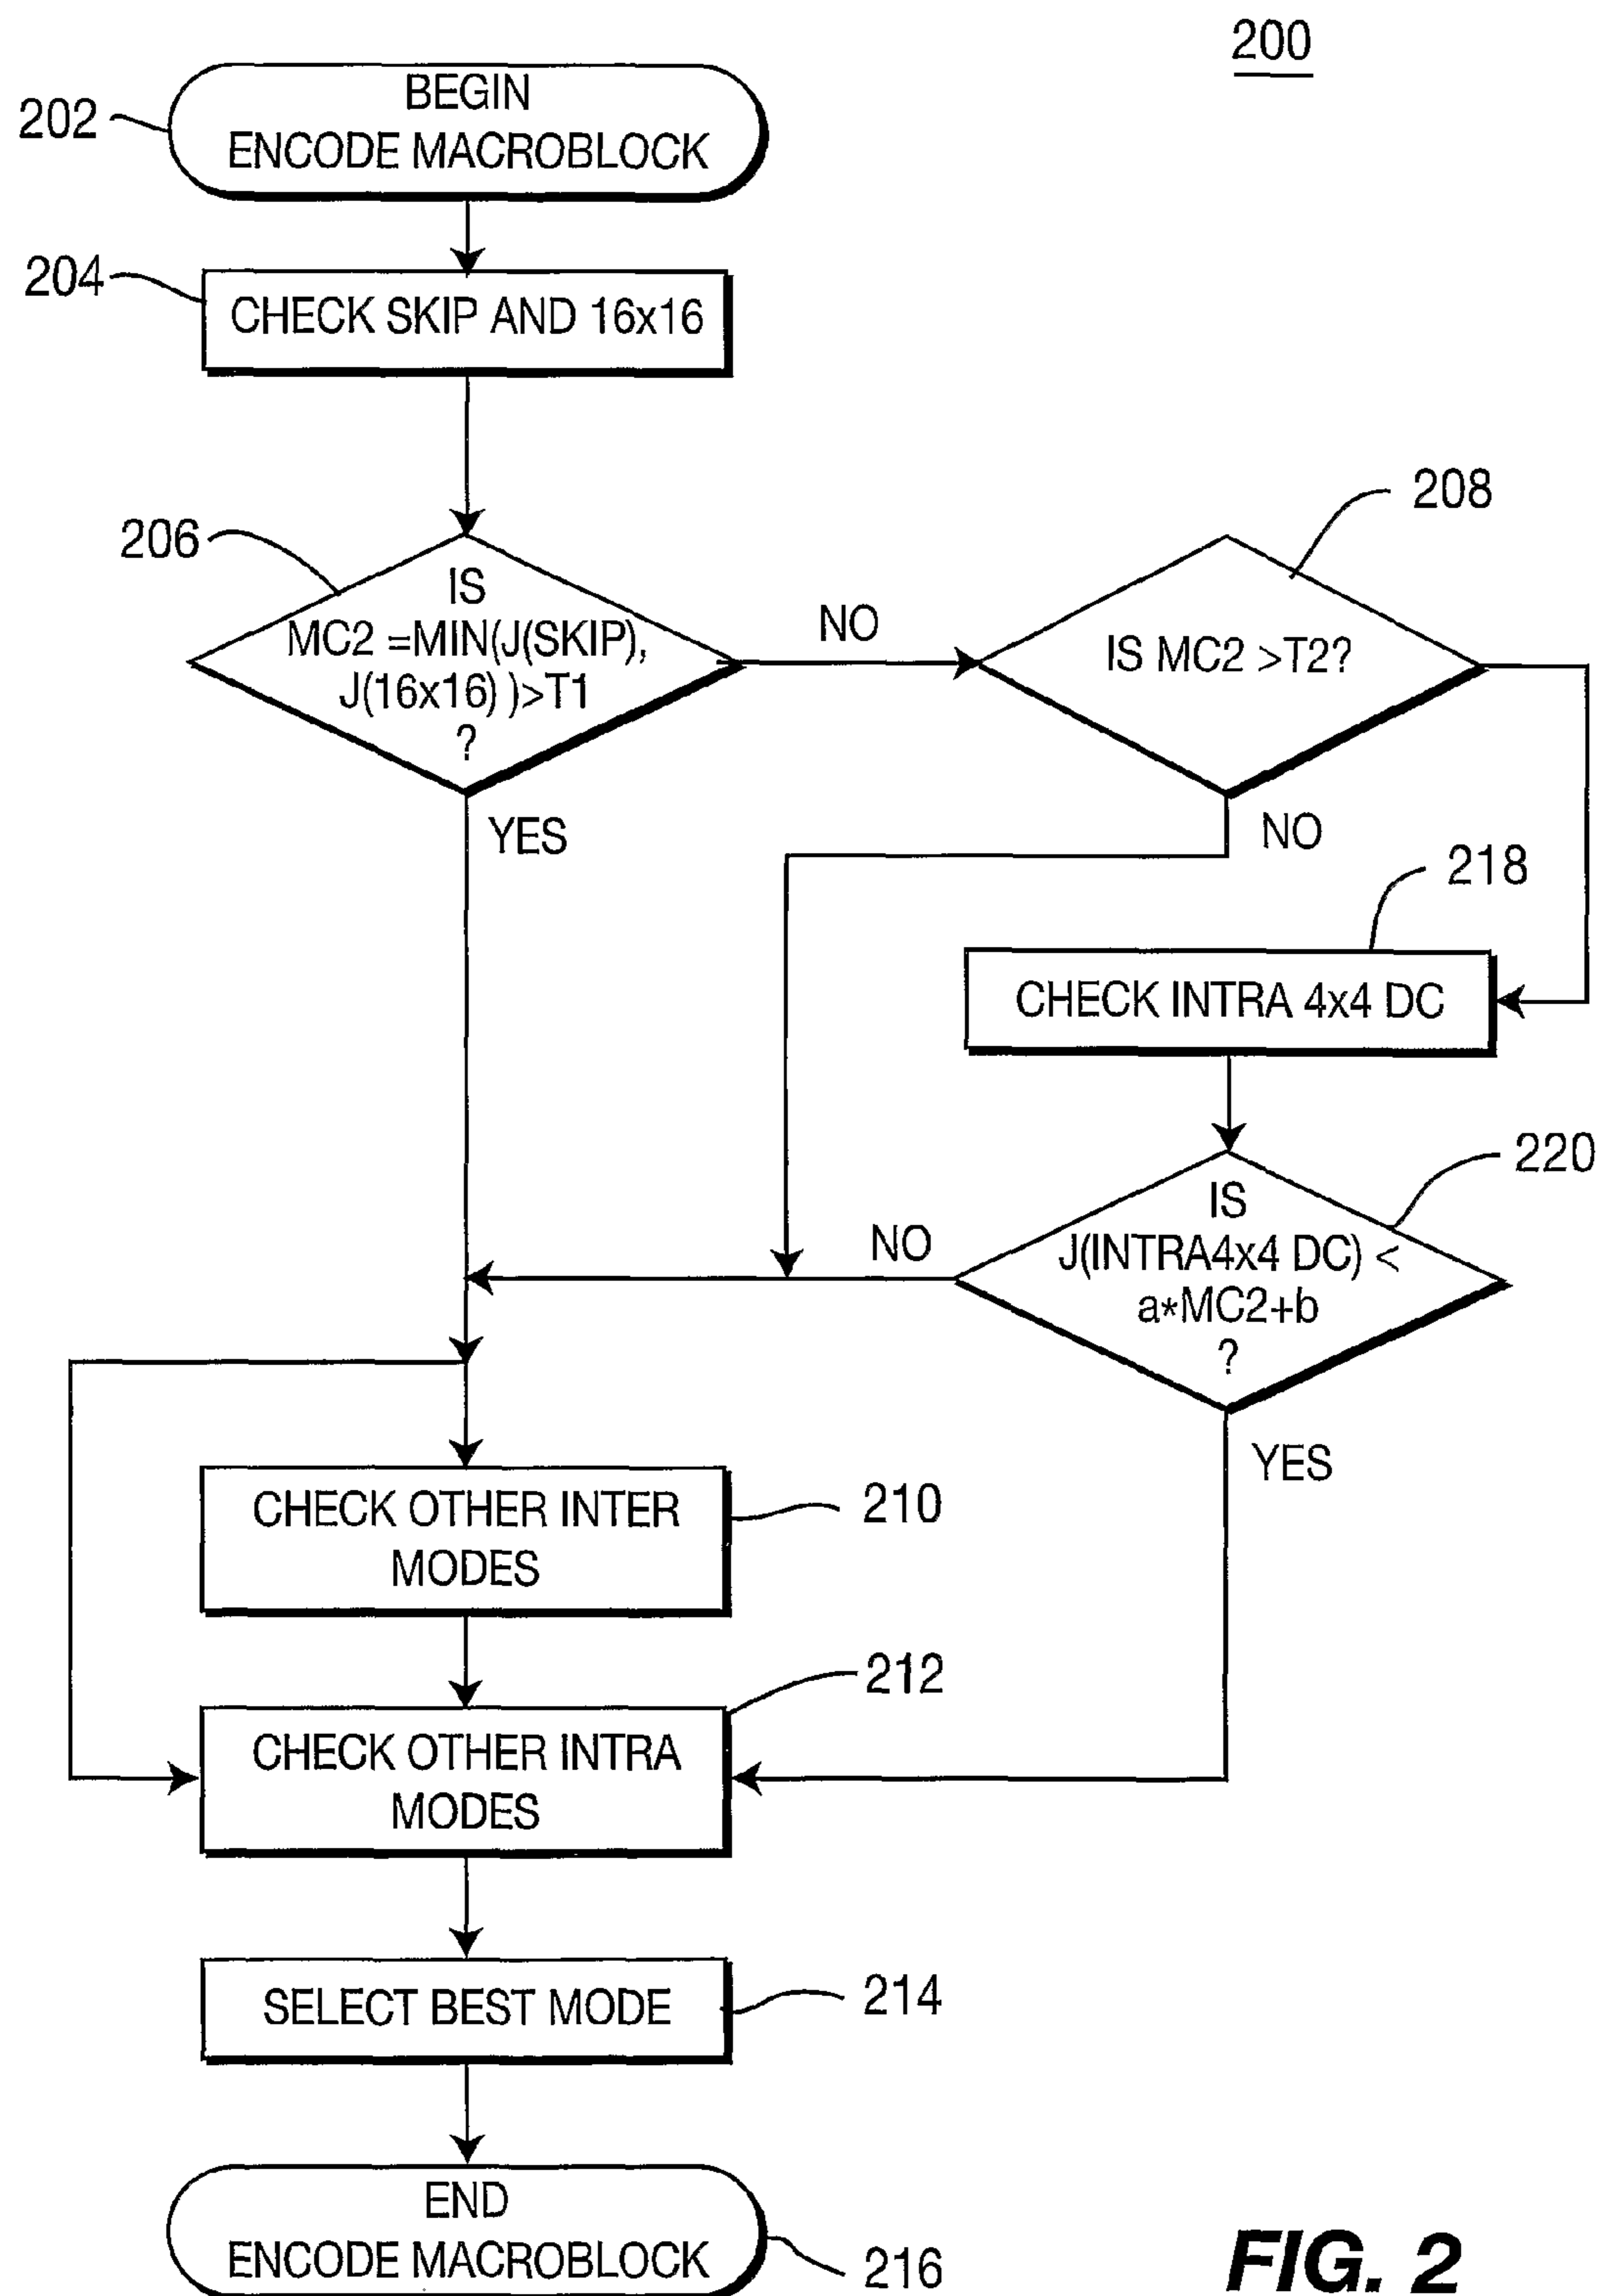 200
202
BEGIN
ENCODE MACROBLOCK
204
CHECK SKIP AND 16x16
206
IS
MC2 =MIN(J(SKIP),
J(16x16) )>T1
?
NO
YES
208
IS MC2 >T2?
NO
218
CHECK INTRA 4x4 DC
220
IS
J(INTRA4x4 DC) <
a*MC2+b
?
NO
YES
CHECK OTHER INTER
MODES
210
CHECK OTHER INTRA
MODES
212
SELECT BEST MODE
214
END
ENCODE MACROBLOCK
216
FIG. 2